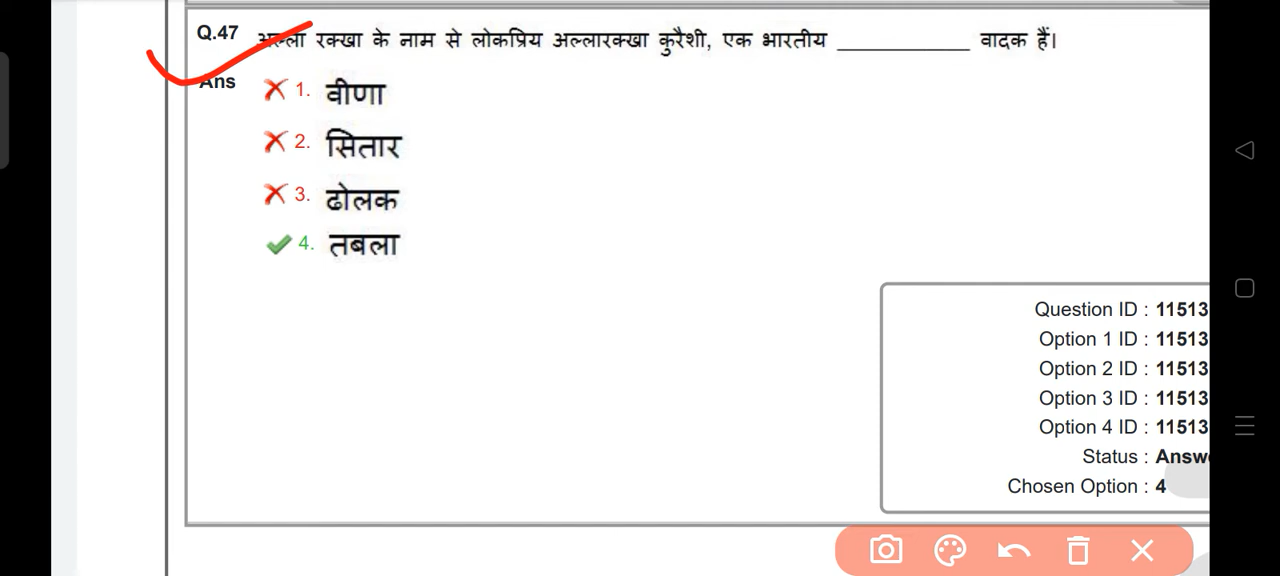 Q.47 अल्ला रक्खा के नाम से लोकप्रिय अल्लारक्खा कुरैशी, एक भारतीय ____________ वादक हैं।
Ans
1. वीणा
2. सितार
3. ढोलक
4. तबला
Question ID : 11513
Option 1 ID : 11513
Option 2 ID : 11513
Option 3 ID : 11513
Option 4 ID : 11513
Status : Answ
Chosen Option : 4